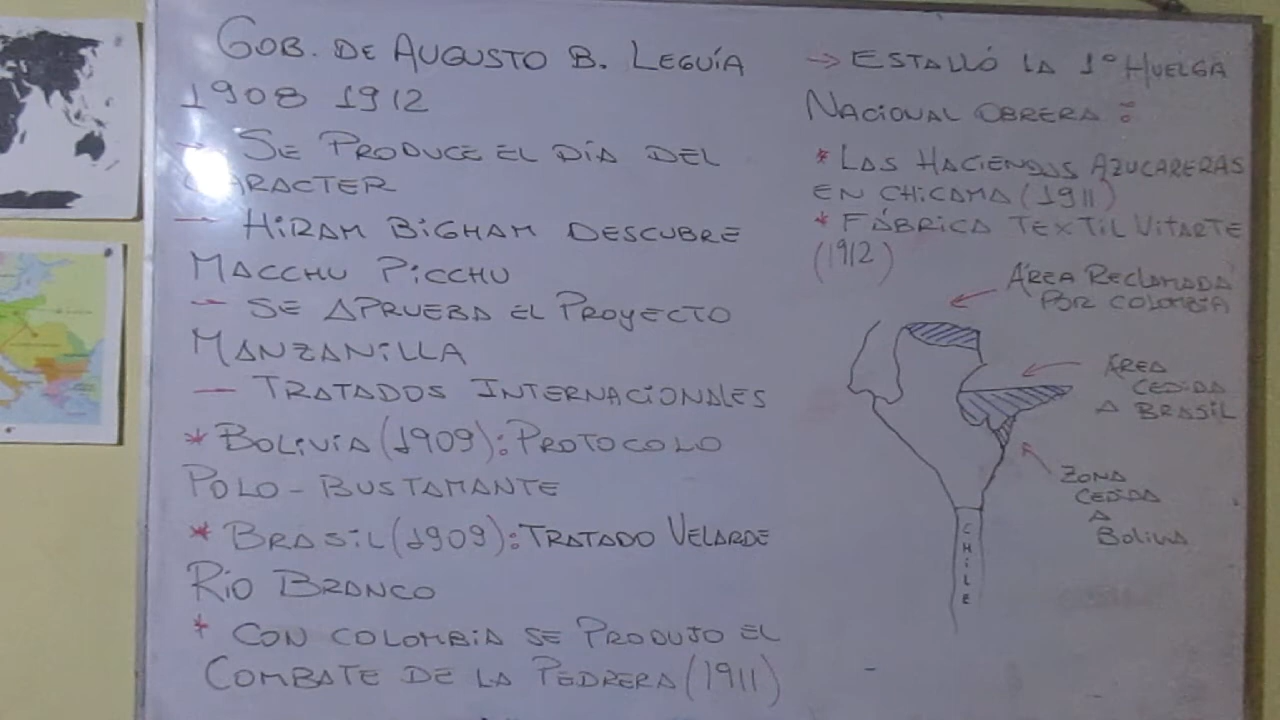 GOB. DE AUGUSTO B. LEGUÍA
1908 1912
→ SE PRODUCE EL DÍA DEL
CARACTER
→ HIRAM BIGHAM DESCUBRE
MACCHU PICCHU
→ SE APRUEBA EL PROYECTO
MANZANILLA
— TRATADOS INTERNACIONALES
* BOLIVIA (1909): PROTOCOLO
POLO - BUSTAMANTE
* BRASIL (1909): TRATADO VELARDE
RIO BRANCO
* CON COLOMBIA SE PRODUJO EL
COMBATE DE LA PEDRERA (1911)
→ ESTALLÓ LA 1° HUELGA
NACIONAL OBRERA :
* LAS HACIENDAS AZUCARERAS
EN CHICAMA (1911)
* FÁBRICA TEXTIL VITARTE
(1912)
ÁREA RECLAMADA
POR COLOMBIA
ÁREA
CEDIDA
A BRASIL
ZONA
CEDIDA
A
BOLIVIA
CHILE